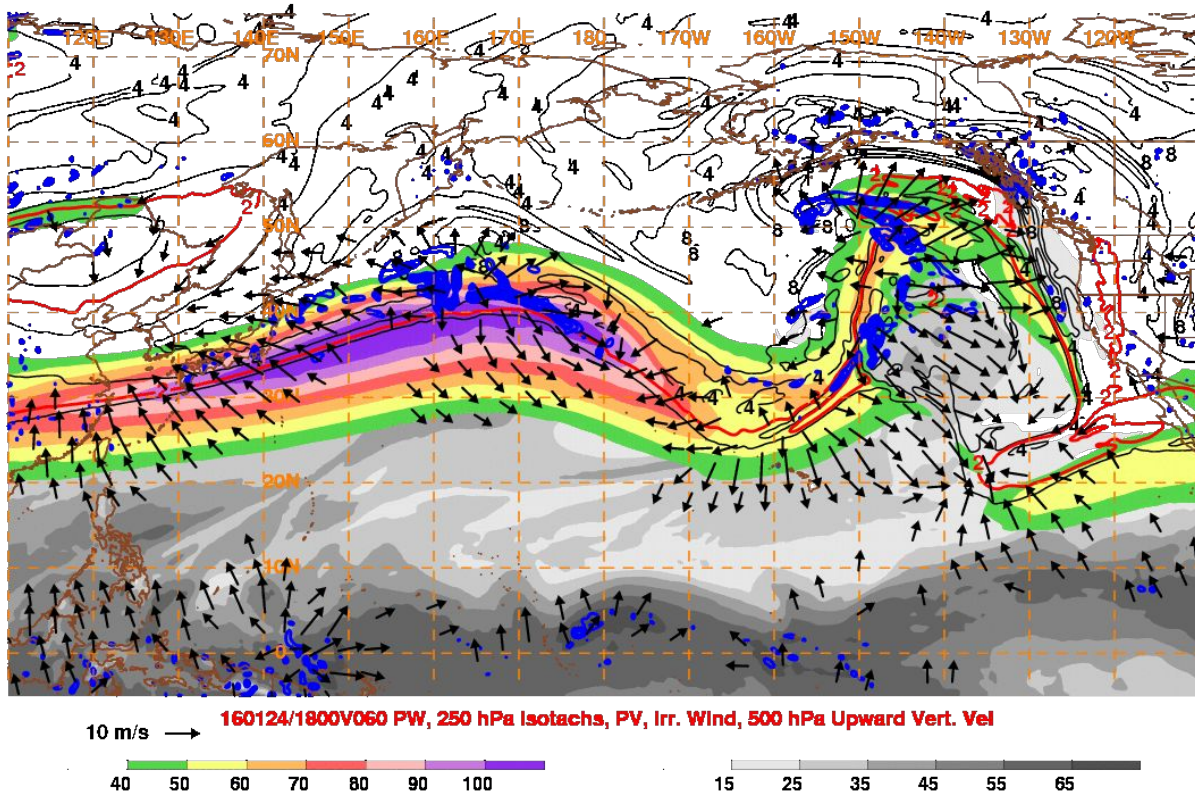 120E 130E 140E 150E 160E 170E 180 170W 160W 150W 140W 130W 120W
70N
60N
50N
40N
30N
20N
10N
0
160124/1800V060 PW, 250 hPa Isotachs, PV, Irr. Wind, 500 hPa Upward Vert. Vel
10 m/s
40 50 60 70 80 90 100
15 25 35 45 55 65